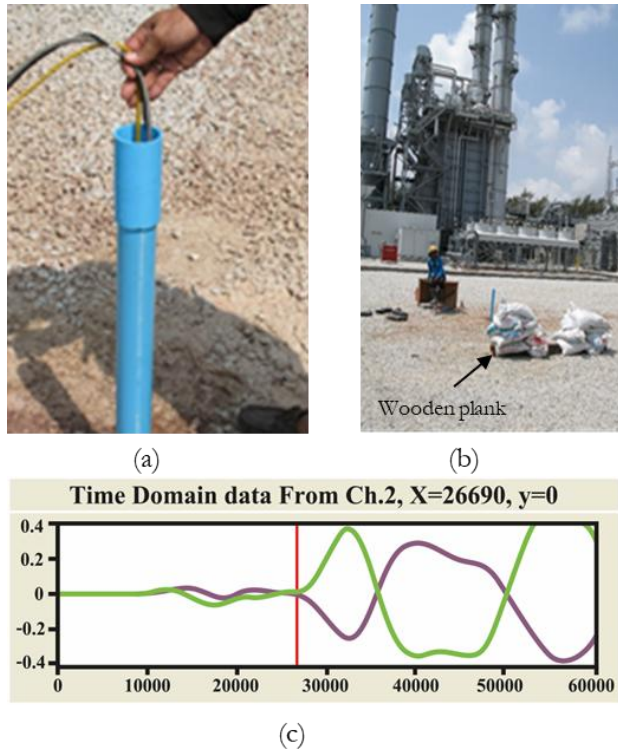 Wooden plank
(a)
(b)
Time Domain data From Ch.2, X=26690, y=0
0.4
0.2
0
-0.2
-0.4
0 10000 20000 30000 40000 50000 60000
(c)